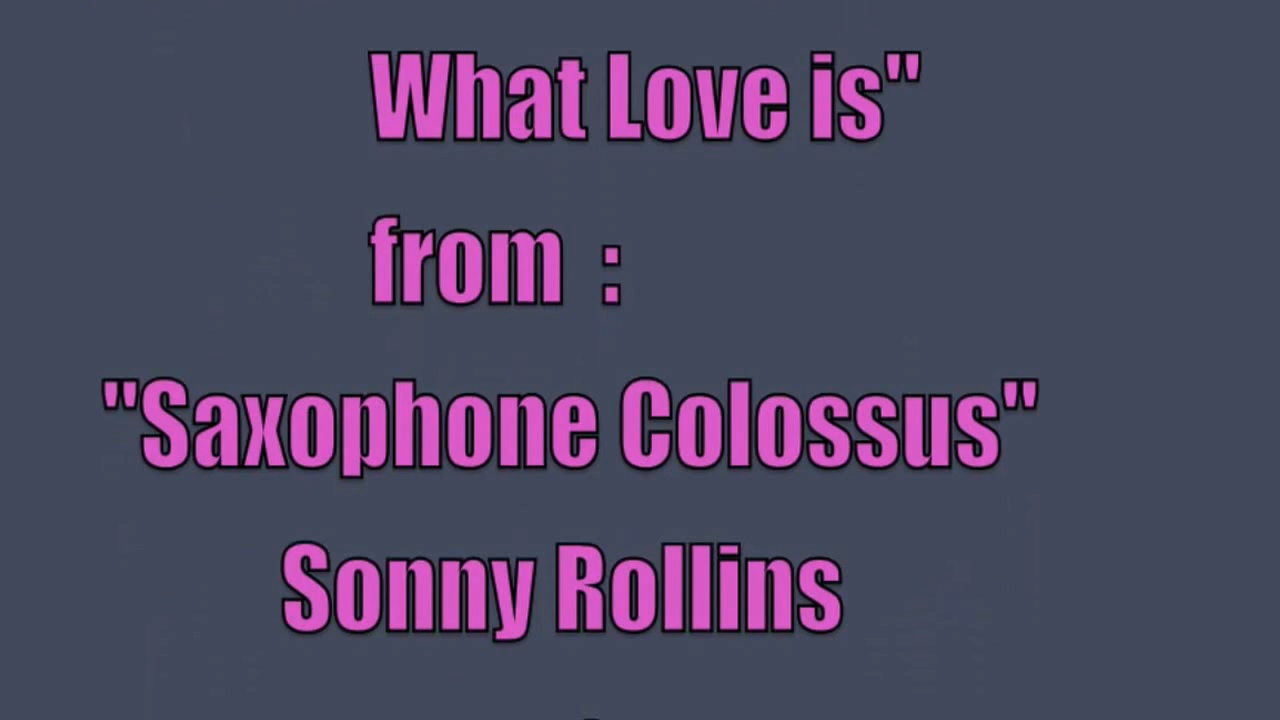 What Love is"
from :
"Saxophone Colossus"
Sonny Rollins